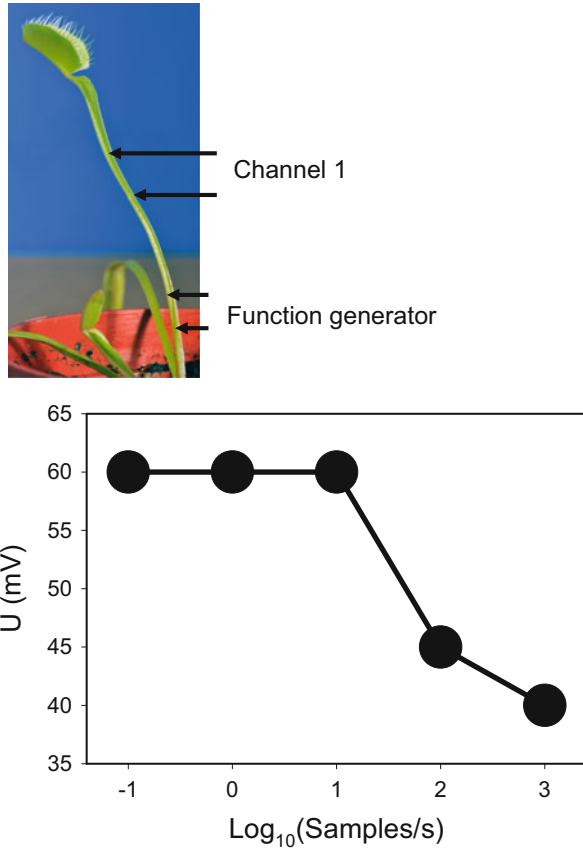 Channel 1
Function generator
65
60
55
50
45
40
35
U (mV)
-1 0 1 2 3
Log₁₀(Samples/s)